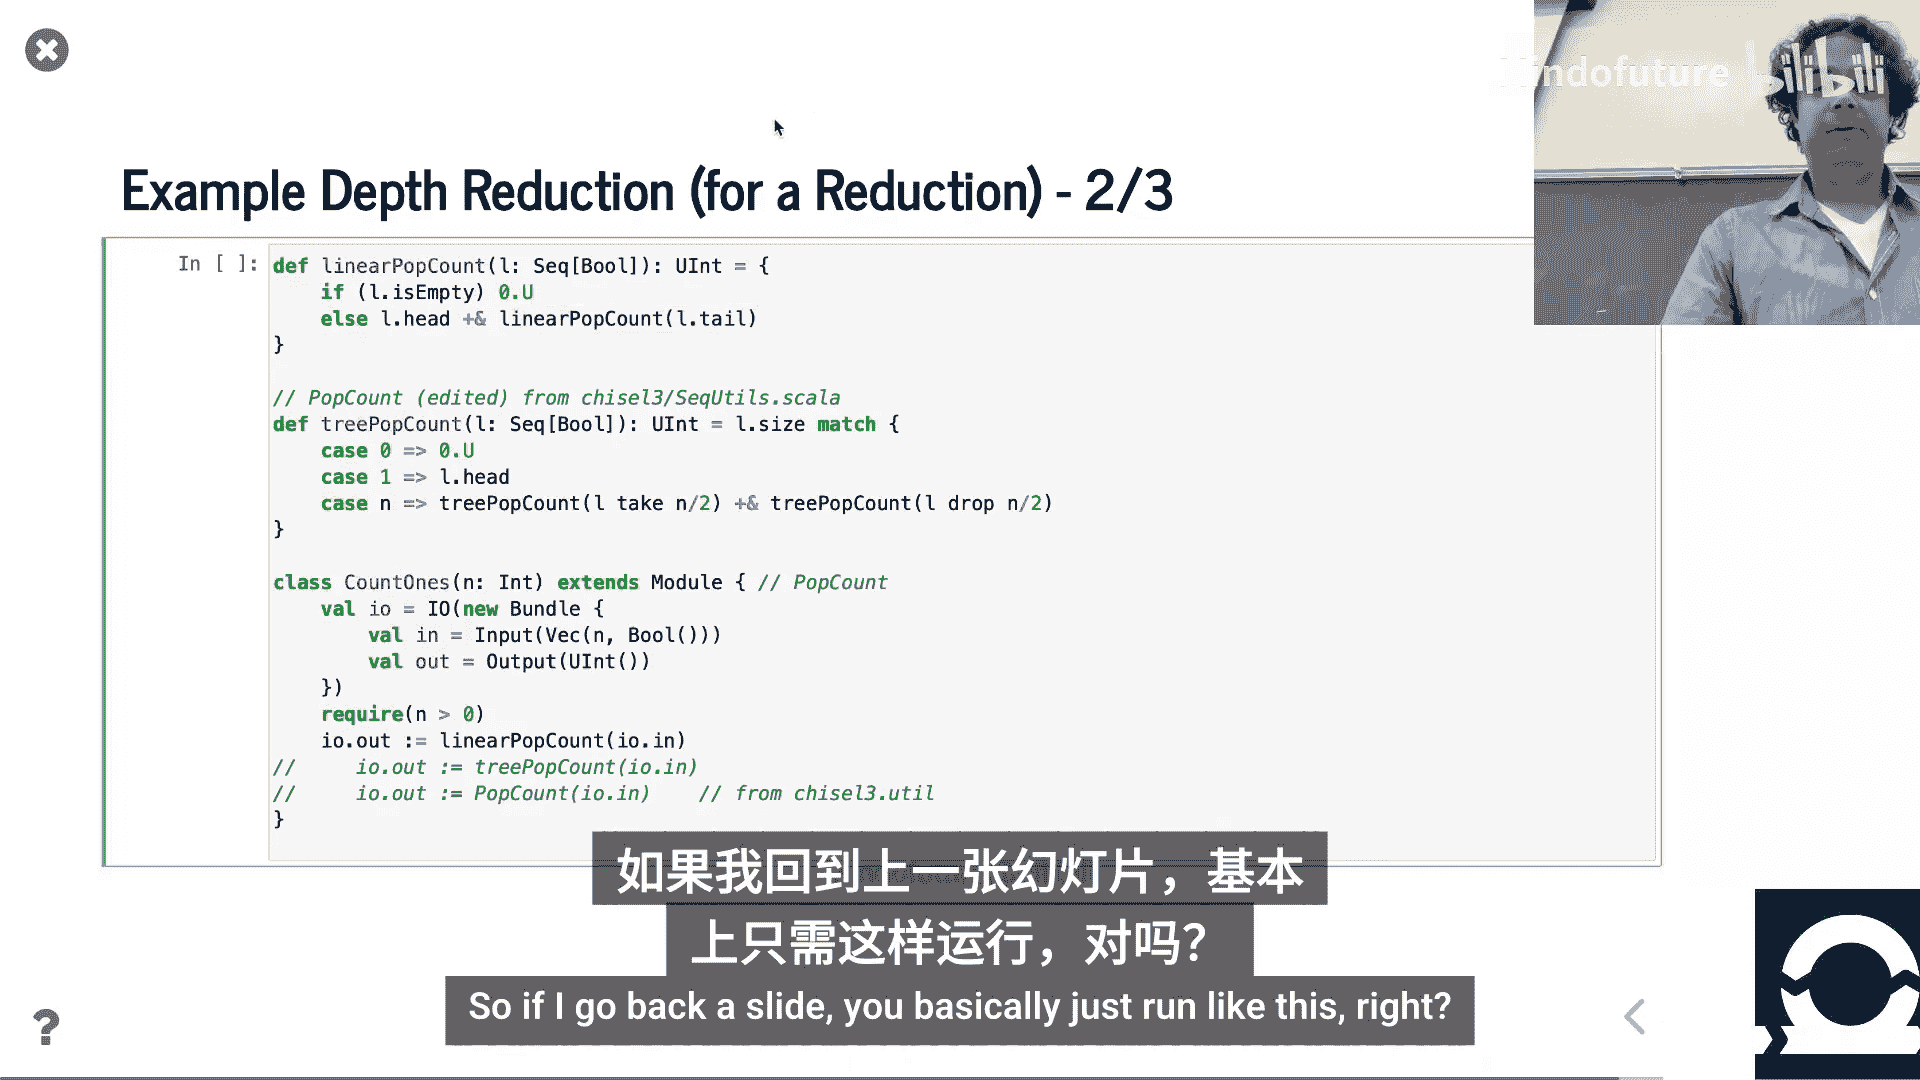 indofuture bilibili
Example Depth Reduction (for a Reduction) - 2/3
In [ ]: def linearPopCount(l: Seq[Bool]): UInt = {
if (l.isEmpty) 0.U
else l.head +& linearPopCount(l.tail)
}
// PopCount (edited) from chisel3/SeqUtils.scala
def treePopCount(l: Seq[Bool]): UInt = l.size match {
case 0 => 0.U
case 1 => l.head
case n => treePopCount(l take n/2) +& treePopCount(l drop n/2)
}
class CountOnes(n: Int) extends Module { // PopCount
val io = IO(new Bundle {
val in = Input(Vec(n, Bool()))
val out = Output(UInt())
})
require(n > 0)
io.out := linearPopCount(io.in)
// io.out := treePopCount(io.in)
// io.out := PopCount(io.in) // from chisel3.util
}
如果我回到上一张幻灯片，基本
上只需这样运行，对吗？
So if I go back a slide, you basically just run like this, right?
?